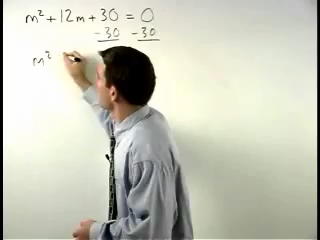 m² + 12m + 30 = 0
-30 -30
m²